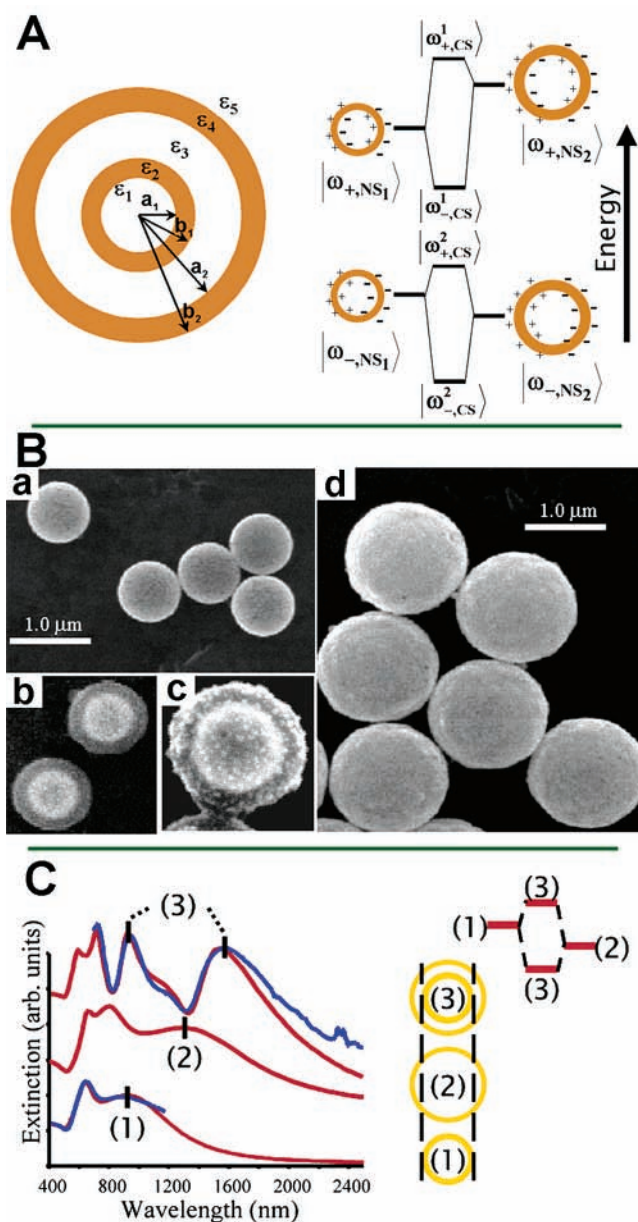 A
ε5
ε4
ε3
ε2
ε1
a1
b1
a2
b2
|ω+,NS1⟩
|ω1+,CS⟩
|ω1−,CS⟩
|ω+,NS2⟩
|ω−,NS1⟩
|ω2+,CS⟩
|ω2−,CS⟩
|ω−,NS2⟩
Energy
B
a
1.0 μm
b
c
d
1.0 μm
C
Extinction (arb. units)
(3)
(2)
(1)
400 800 1200 1600 2000 2400
Wavelength (nm)
(3)
(1)
(2)
(3)
(3)
(2)
(1)